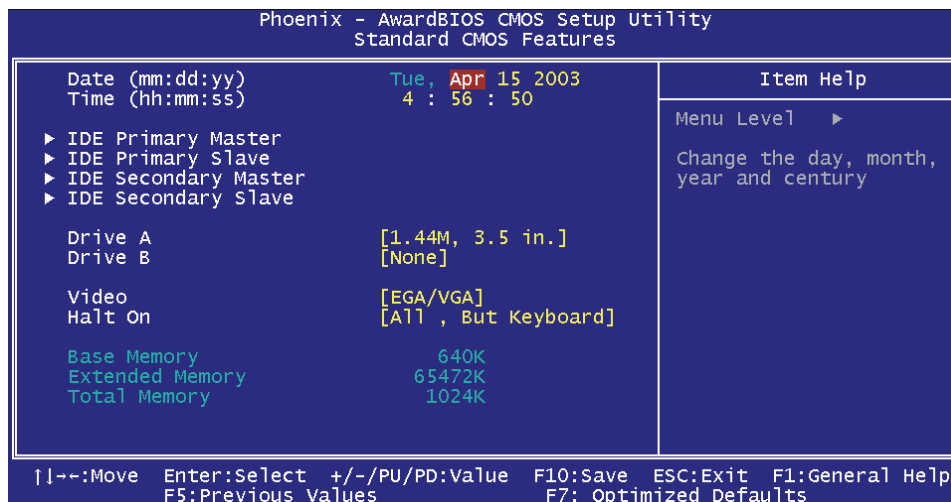 Phoenix - AwardBIOS CMOS Setup Utility
Standard CMOS Features
Date (mm:dd:yy) Tue, Apr 15 2003
Time (hh:mm:ss) 4 : 56 : 50
▶ IDE Primary Master
▶ IDE Primary Slave
▶ IDE Secondary Master
▶ IDE Secondary Slave
Drive A [1.44M, 3.5 in.]
Drive B [None]
Video [EGA/VGA]
Halt On [All , But Keyboard]
Base Memory 640K
Extended Memory 65472K
Total Memory 1024K
Item Help
Menu Level ▶
Change the day, month,
year and century
↑↓→←:Move Enter:Select +/-/PU/PD:Value F10:Save ESC:Exit F1:General Help
F5:Previous Values F7: Optimized Defaults